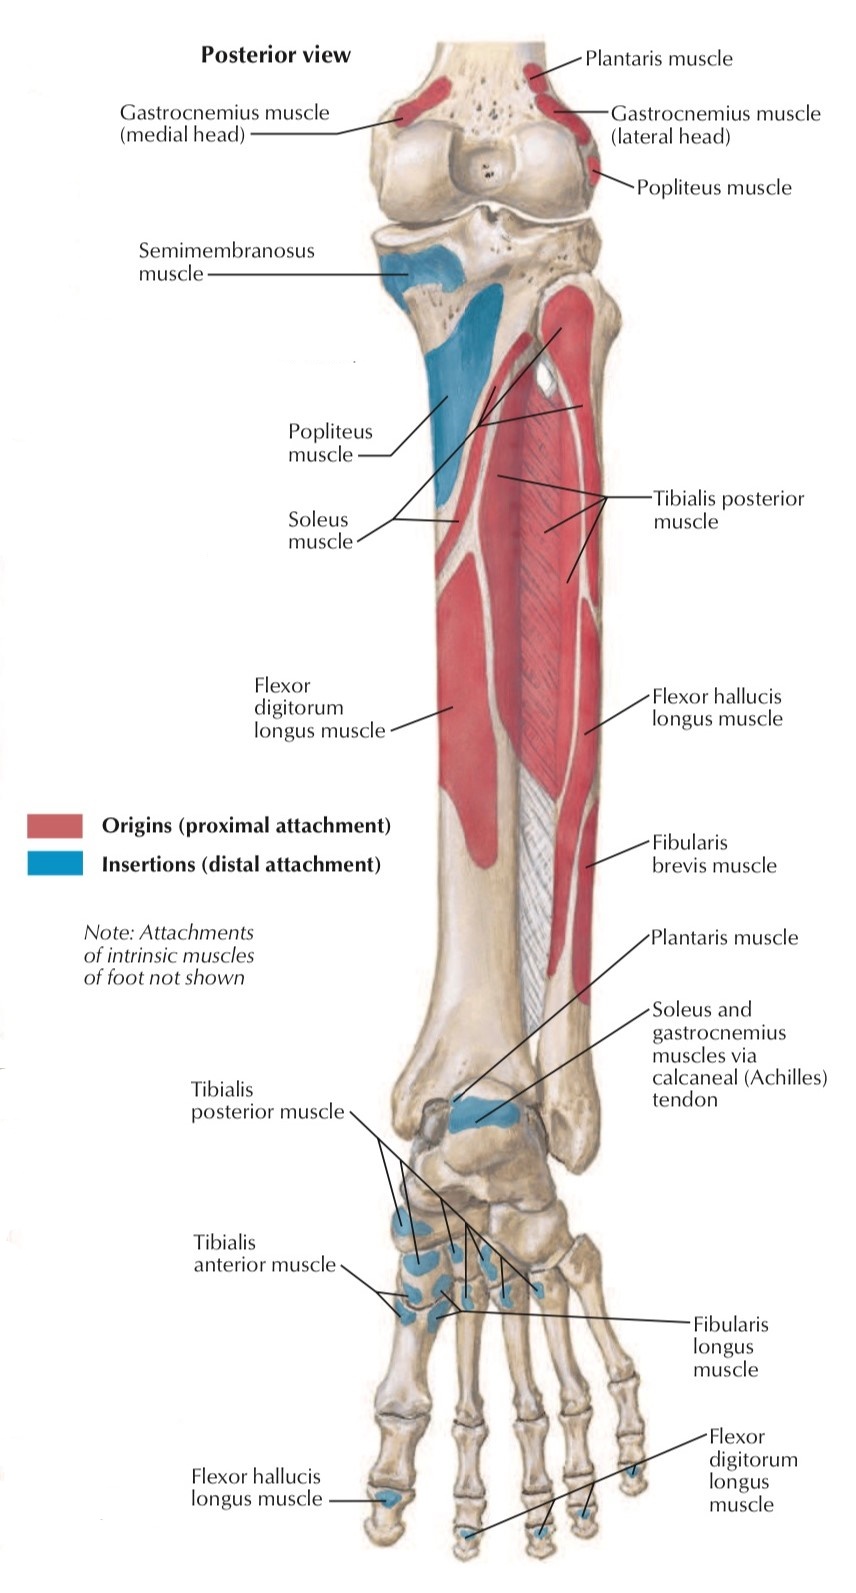 Posterior view
Plantaris muscle
Gastrocnemius muscle
(medial head)
Gastrocnemius muscle
(lateral head)
Popliteus muscle
Semimembranosus
muscle
Popliteus
muscle
Soleus
muscle
Tibialis posterior
muscle
Flexor
digitorum
longus muscle
Flexor hallucis
longus muscle
Origins (proximal attachment)
Insertions (distal attachment)
Fibularis
brevis muscle
Note: Attachments
of intrinsic muscles
of foot not shown
Plantaris muscle
Soleus and
gastrocnemius
muscles via
calcaneal (Achilles)
tendon
Tibialis
posterior muscle
Tibialis
anterior muscle
Fibularis
longus
muscle
Flexor hallucis
longus muscle
Flexor
digitorum
longus
muscle